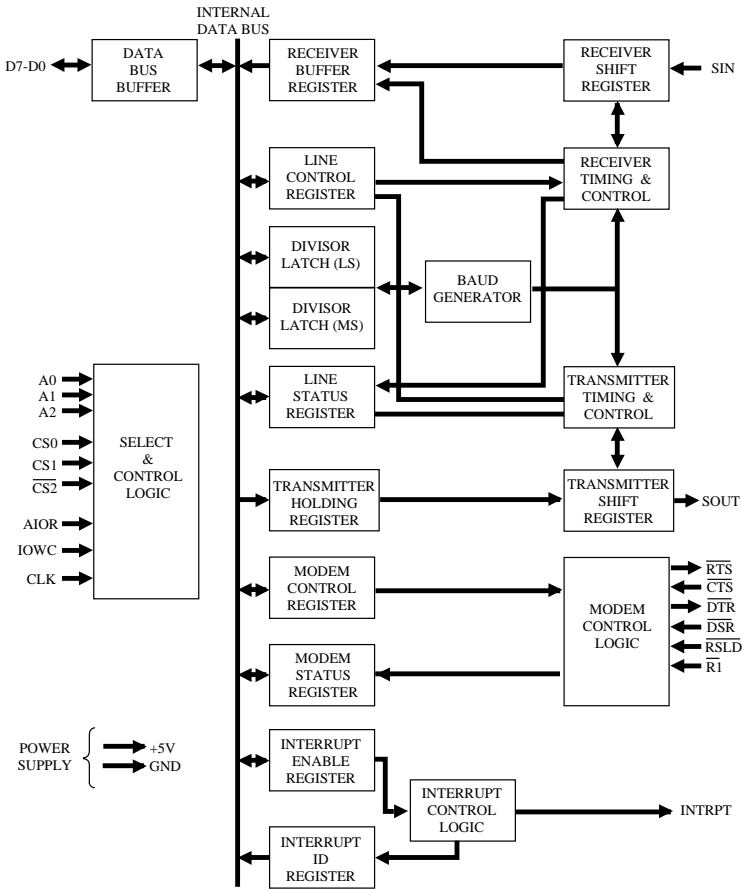 INTERNAL
DATA BUS
D7-D0
DATA
BUS
BUFFER
RECEIVER
BUFFER
REGISTER
RECEIVER
SHIFT
REGISTER
SIN
LINE
CONTROL
REGISTER
RECEIVER
TIMING &
CONTROL
DIVISOR
LATCH (LS)
BAUD
GENERATOR
DIVISOR
LATCH (MS)
A0
A1
A2
CS0
CS1
CS2
AIOR
IOWC
CLK
SELECT
&
CONTROL
LOGIC
LINE
STATUS
REGISTER
TRANSMITTER
TIMING &
CONTROL
TRANSMITTER
HOLDING
REGISTER
TRANSMITTER
SHIFT
REGISTER
SOUT
MODEM
CONTROL
REGISTER
MODEM
CONTROL
LOGIC
RTS
CTS
DTR
DSR
RSLD
R1
MODEM
STATUS
REGISTER
POWER
SUPPLY
+5V
GND
INTERRUPT
ENABLE
REGISTER
INTERRUPT
CONTROL
LOGIC
INTRPT
INTERRUPT
ID
REGISTER